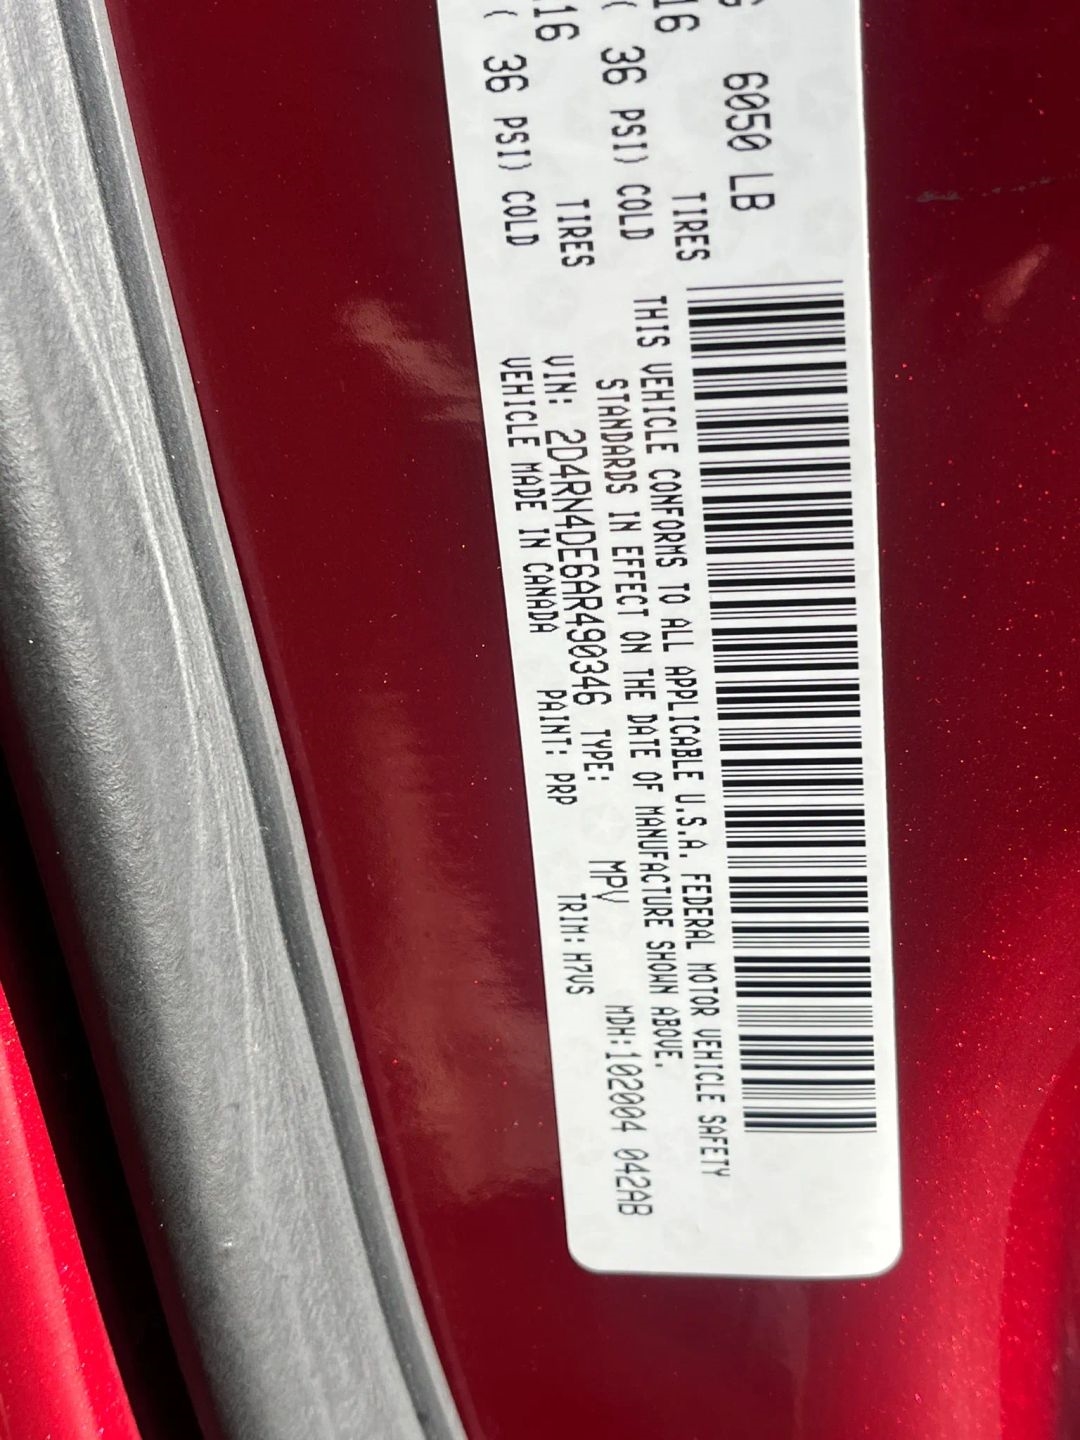 6050 LB
16
TIRES
( 36 PSI) COLD
16
TIRES
( 36 PSI) COLD
THIS VEHICLE CONFORMS TO ALL APPLICABLE U.S.A. FEDERAL MOTOR VEHICLE SAFETY
STANDARDS IN EFFECT ON THE DATE OF MANUFACTURE SHOWN ABOVE.
VIN: 2D4RN4DE6AR490346 TYPE: MPV MDH:102004 042AB
VEHICLE MADE IN CANADA PAINT: PRP TRIM: H7VS